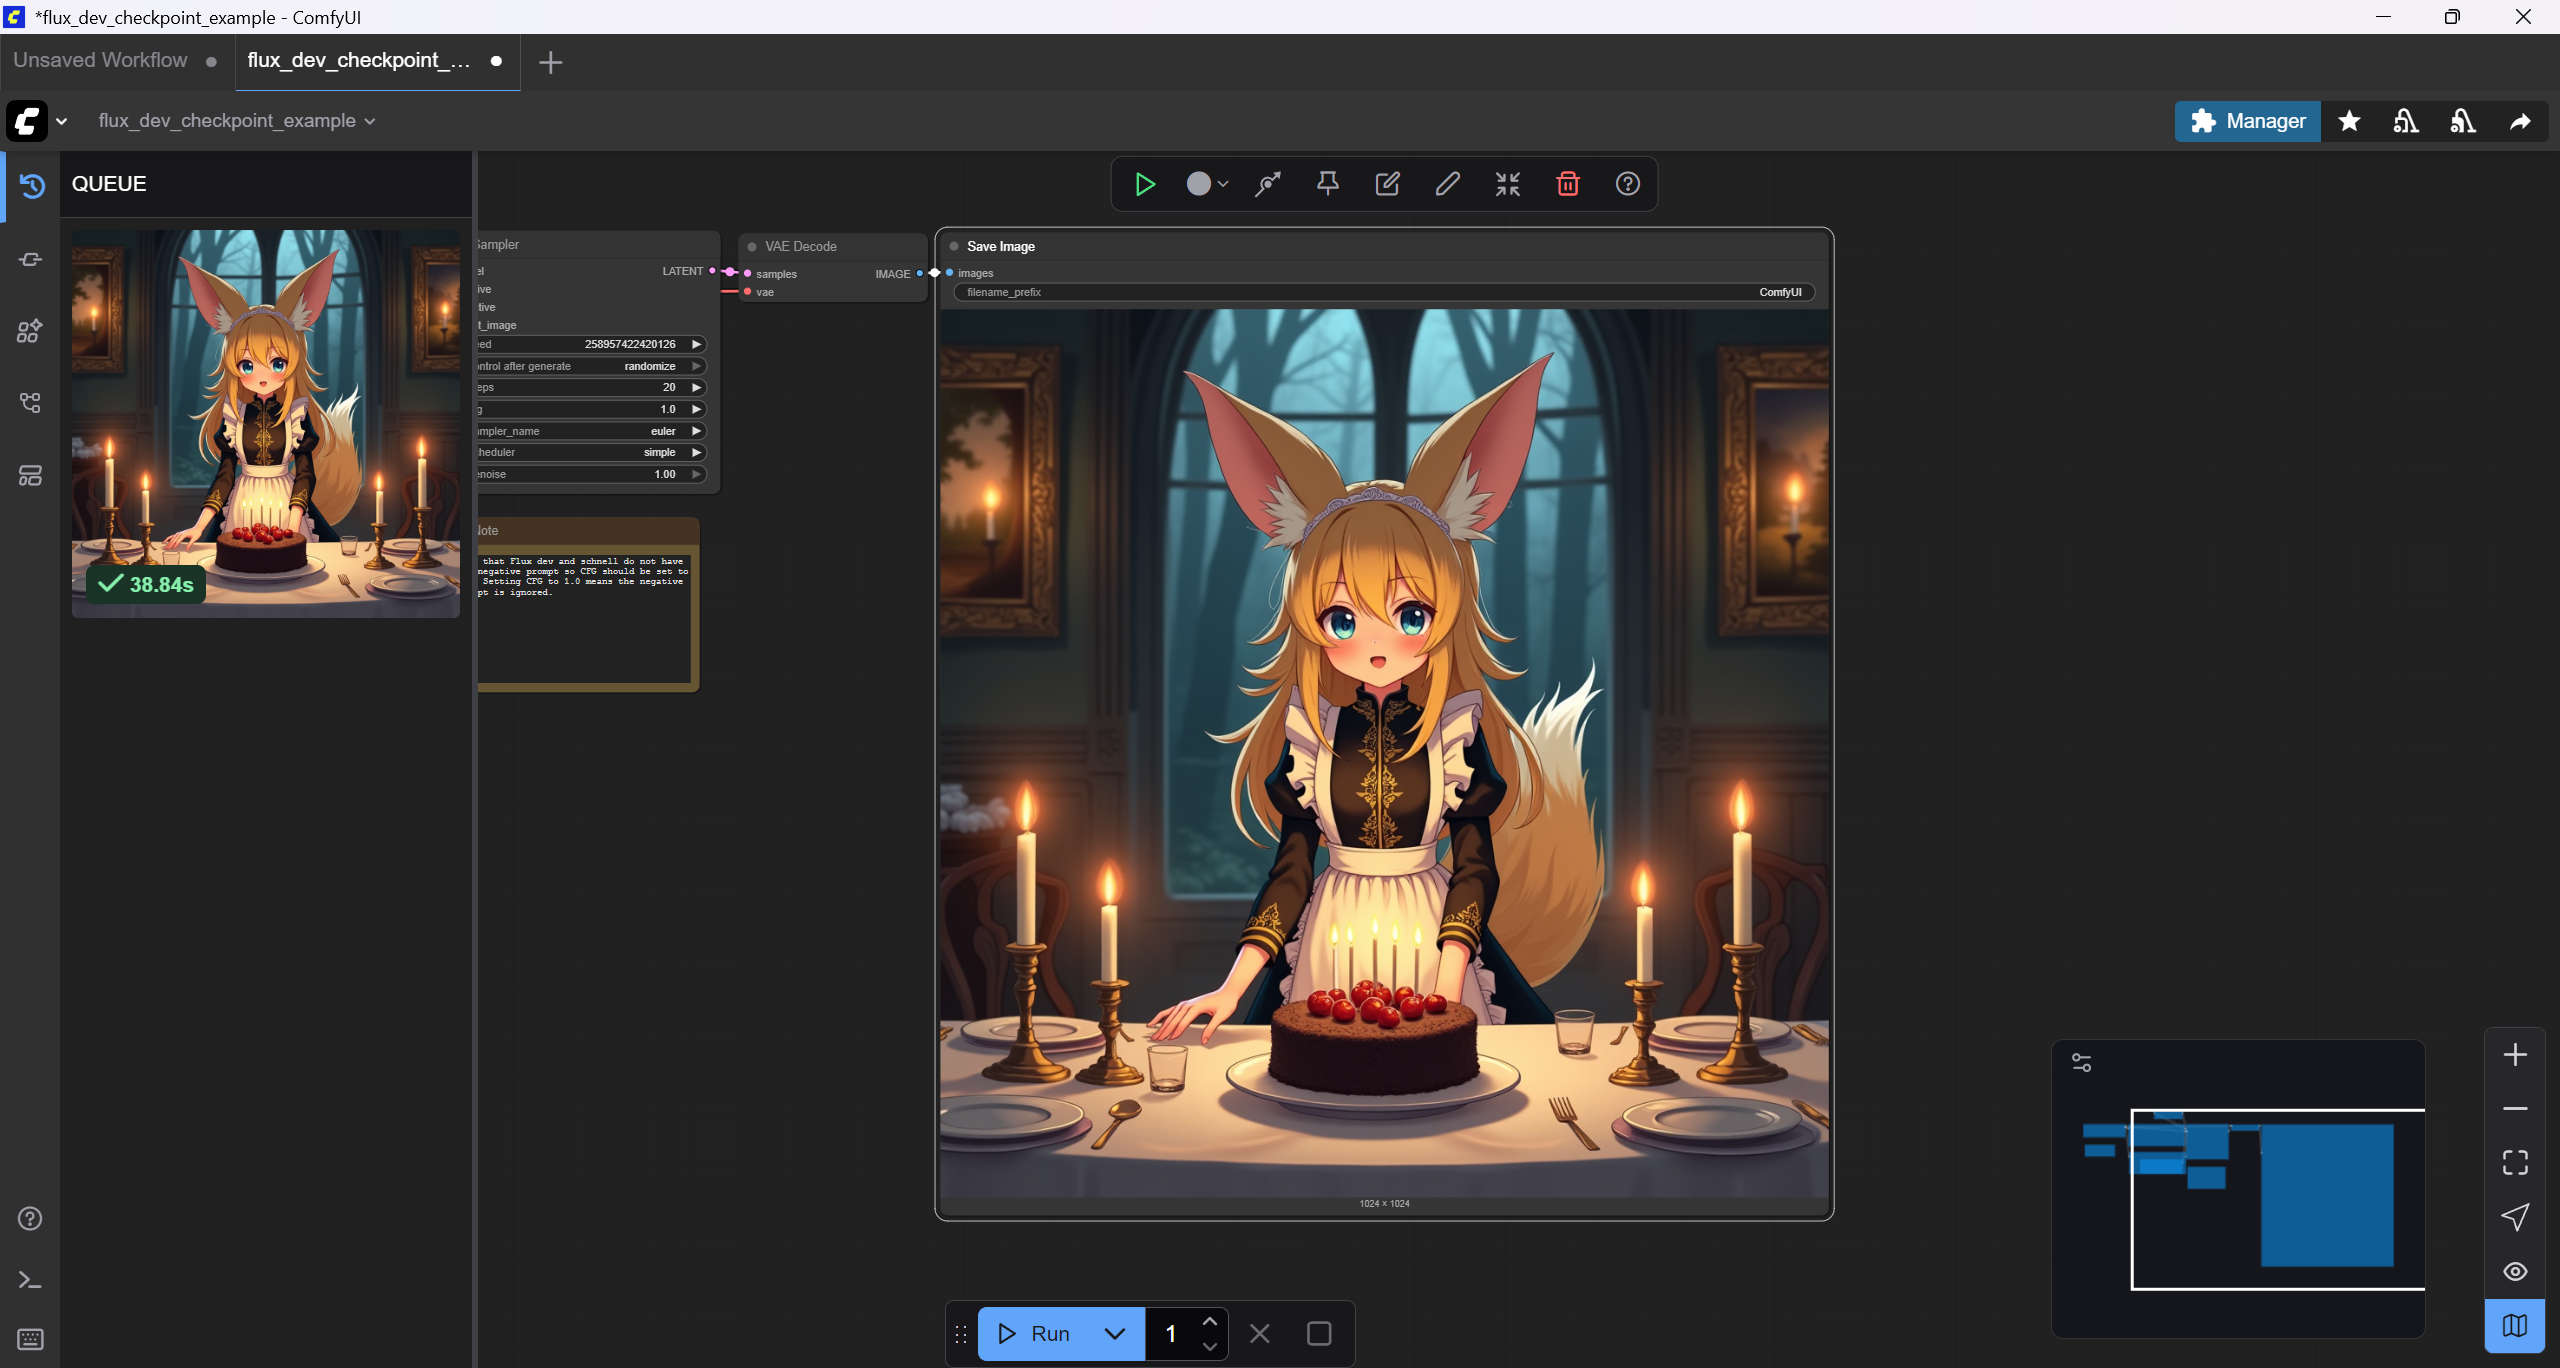 *flux_dev_checkpoint_example - ComfyUI
Unsaved Workflow
flux_dev_checkpoint_...
flux_dev_checkpoint_example
Manager
QUEUE
38.84s
ampler
LATENT
el
ive
tive
t_image
eed 258957422420126
ontrol after generate randomize
eps 20
g 1.0
ampler_name euler
heduler simple
enoise 1.00
VAE Decode
samples IMAGE
vae
Save Image
images
filename_prefix ComfyUI
1024 × 1024
Note
that Flux dev and schnell do not have
negative prompt so CFG should be set to
Setting CFG to 1.0 means the negative
pt is ignored.
Run 1